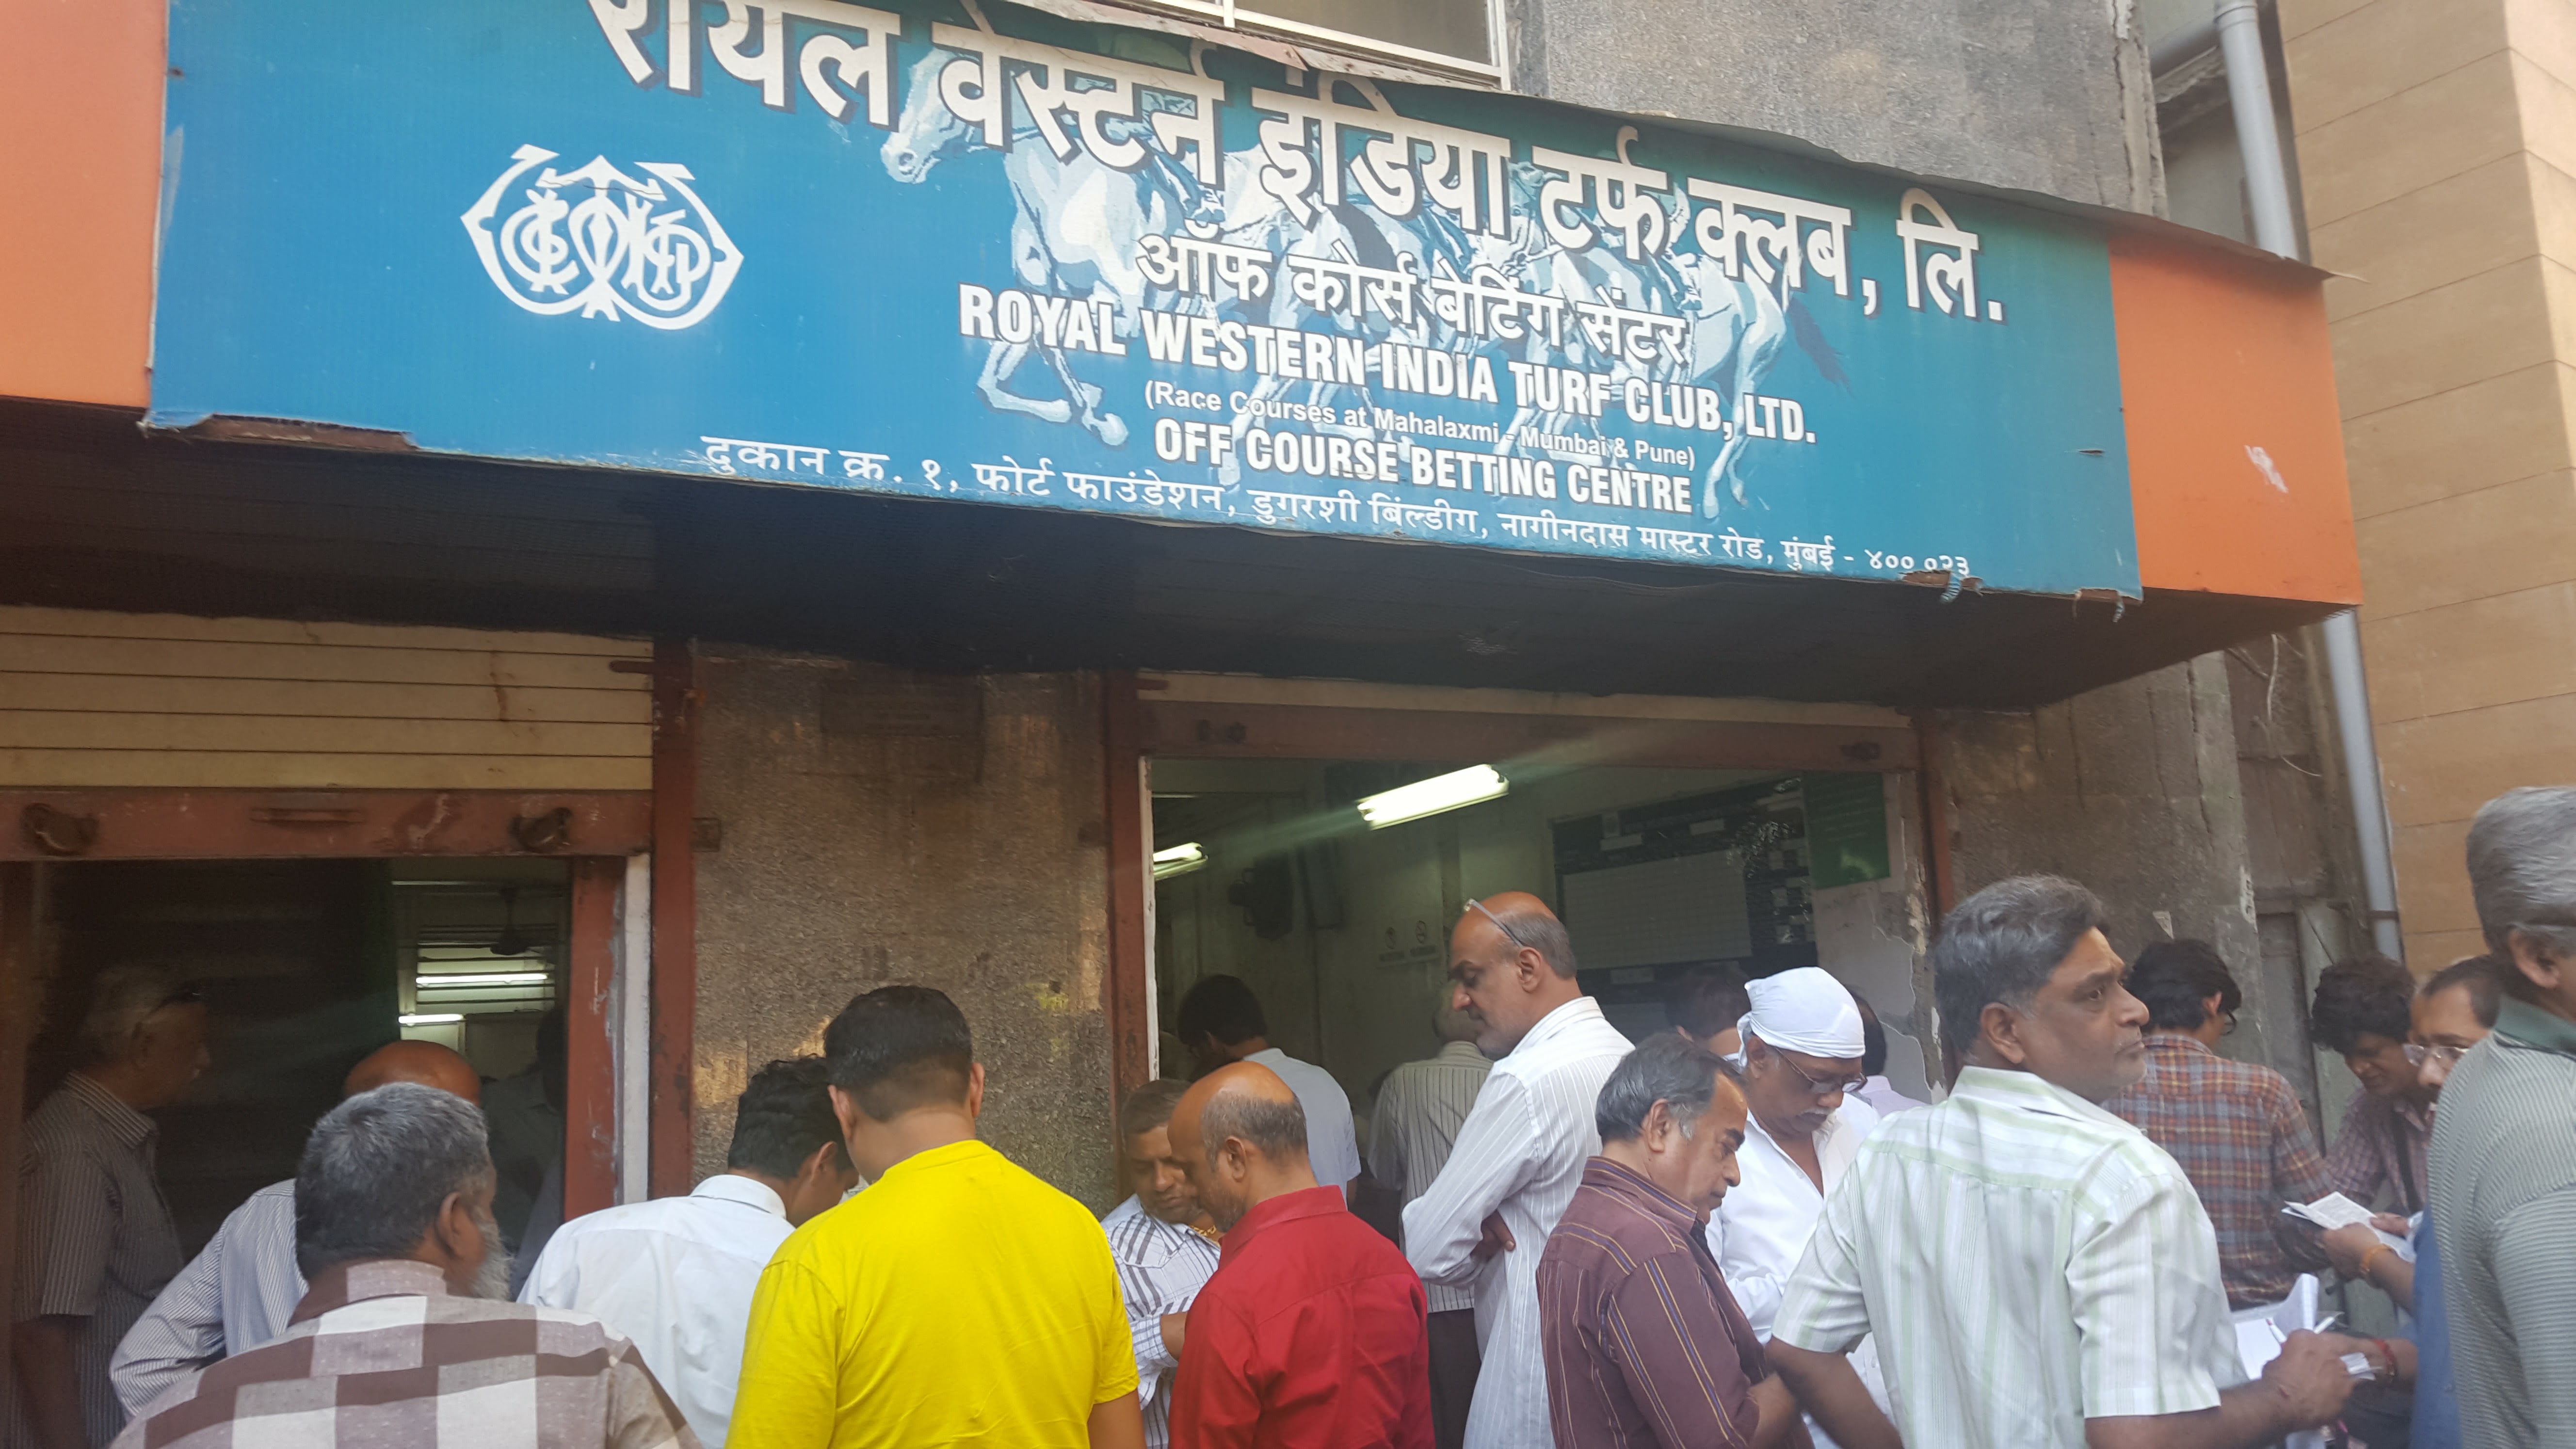 रॉयल वेस्टर्न इंडिया टर्फ क्लब, लि.
ऑफ कोर्स बेटिंग सेंटर
ROYAL WESTERN INDIA TURF CLUB, LTD.
(Race Courses at Mahalaxmi - Mumbai & Pune)
OFF COURSE BETTING CENTRE
दुकान क्र. १, फोर्ट फाउंडेशन, डुगरशी बिंल्डीग, नागीनदास मास्टर रोड, मुंबई - ४०० ०२३